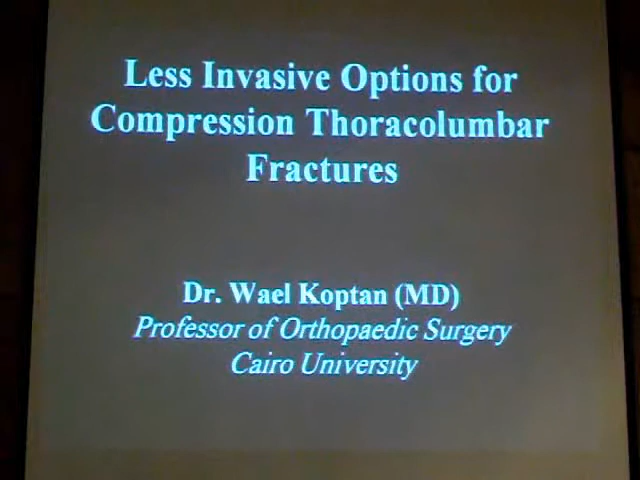 Less Invasive Options for
Compression Thoracolumbar
Fractures
Dr. Wael Koptan (MD)
Professor of Orthopaedic Surgery
Cairo University